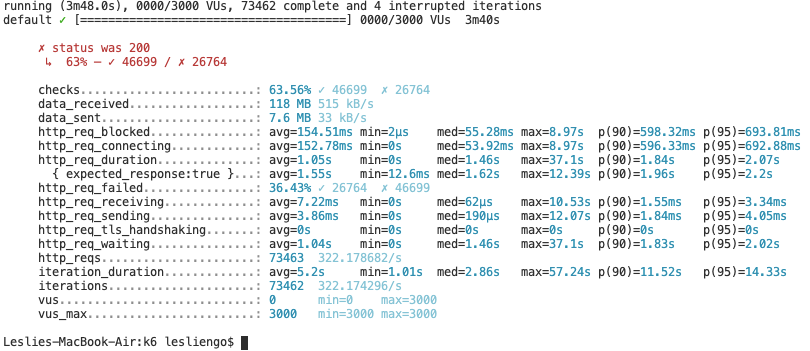 running (3m48.0s), 0000/3000 VUs, 73462 complete and 4 interrupted iterations
default ✓ [======================================] 0000/3000 VUs  3m40s
✗ status was 200
↳  63% — ✓ 46699 / ✗ 26764
checks.........................: 63.56% ✓ 46699  ✗ 26764
data_received..................: 118 MB 515 kB/s
data_sent......................: 7.6 MB 33 kB/s
http_req_blocked...............: avg=154.51ms min=2µs    med=55.28ms max=8.97s  p(90)=598.32ms p(95)=693.81ms
http_req_connecting............: avg=152.78ms min=0s     med=53.92ms max=8.97s  p(90)=596.33ms p(95)=692.88ms
http_req_duration..............: avg=1.05s    min=0s     med=1.46s   max=37.1s  p(90)=1.84s    p(95)=2.07s
{ expected_response:true }...: avg=1.55s    min=12.6ms med=1.62s   max=12.39s p(90)=1.96s    p(95)=2.2s
http_req_failed................: 36.43% ✓ 26764  ✗ 46699
http_req_receiving.............: avg=7.22ms   min=0s     med=62µs    max=10.53s p(90)=1.55ms   p(95)=3.34ms
http_req_sending...............: avg=3.86ms   min=0s     med=190µs   max=12.07s p(90)=1.84ms   p(95)=4.05ms
http_req_tls_handshaking.......: avg=0s       min=0s     med=0s      max=0s     p(90)=0s       p(95)=0s
http_req_waiting...............: avg=1.04s    min=0s     med=1.46s   max=37.1s  p(90)=1.83s    p(95)=2.02s
http_reqs......................: 73463  322.178682/s
iteration_duration.............: avg=5.2s     min=1.01s  med=2.86s   max=57.24s p(90)=11.52s   p(95)=14.33s
iterations.....................: 73462  322.174296/s
vus............................: 0      min=0    max=3000
vus_max........................: 3000   min=3000 max=3000
Leslies-MacBook-Air:k6 lesliengo$